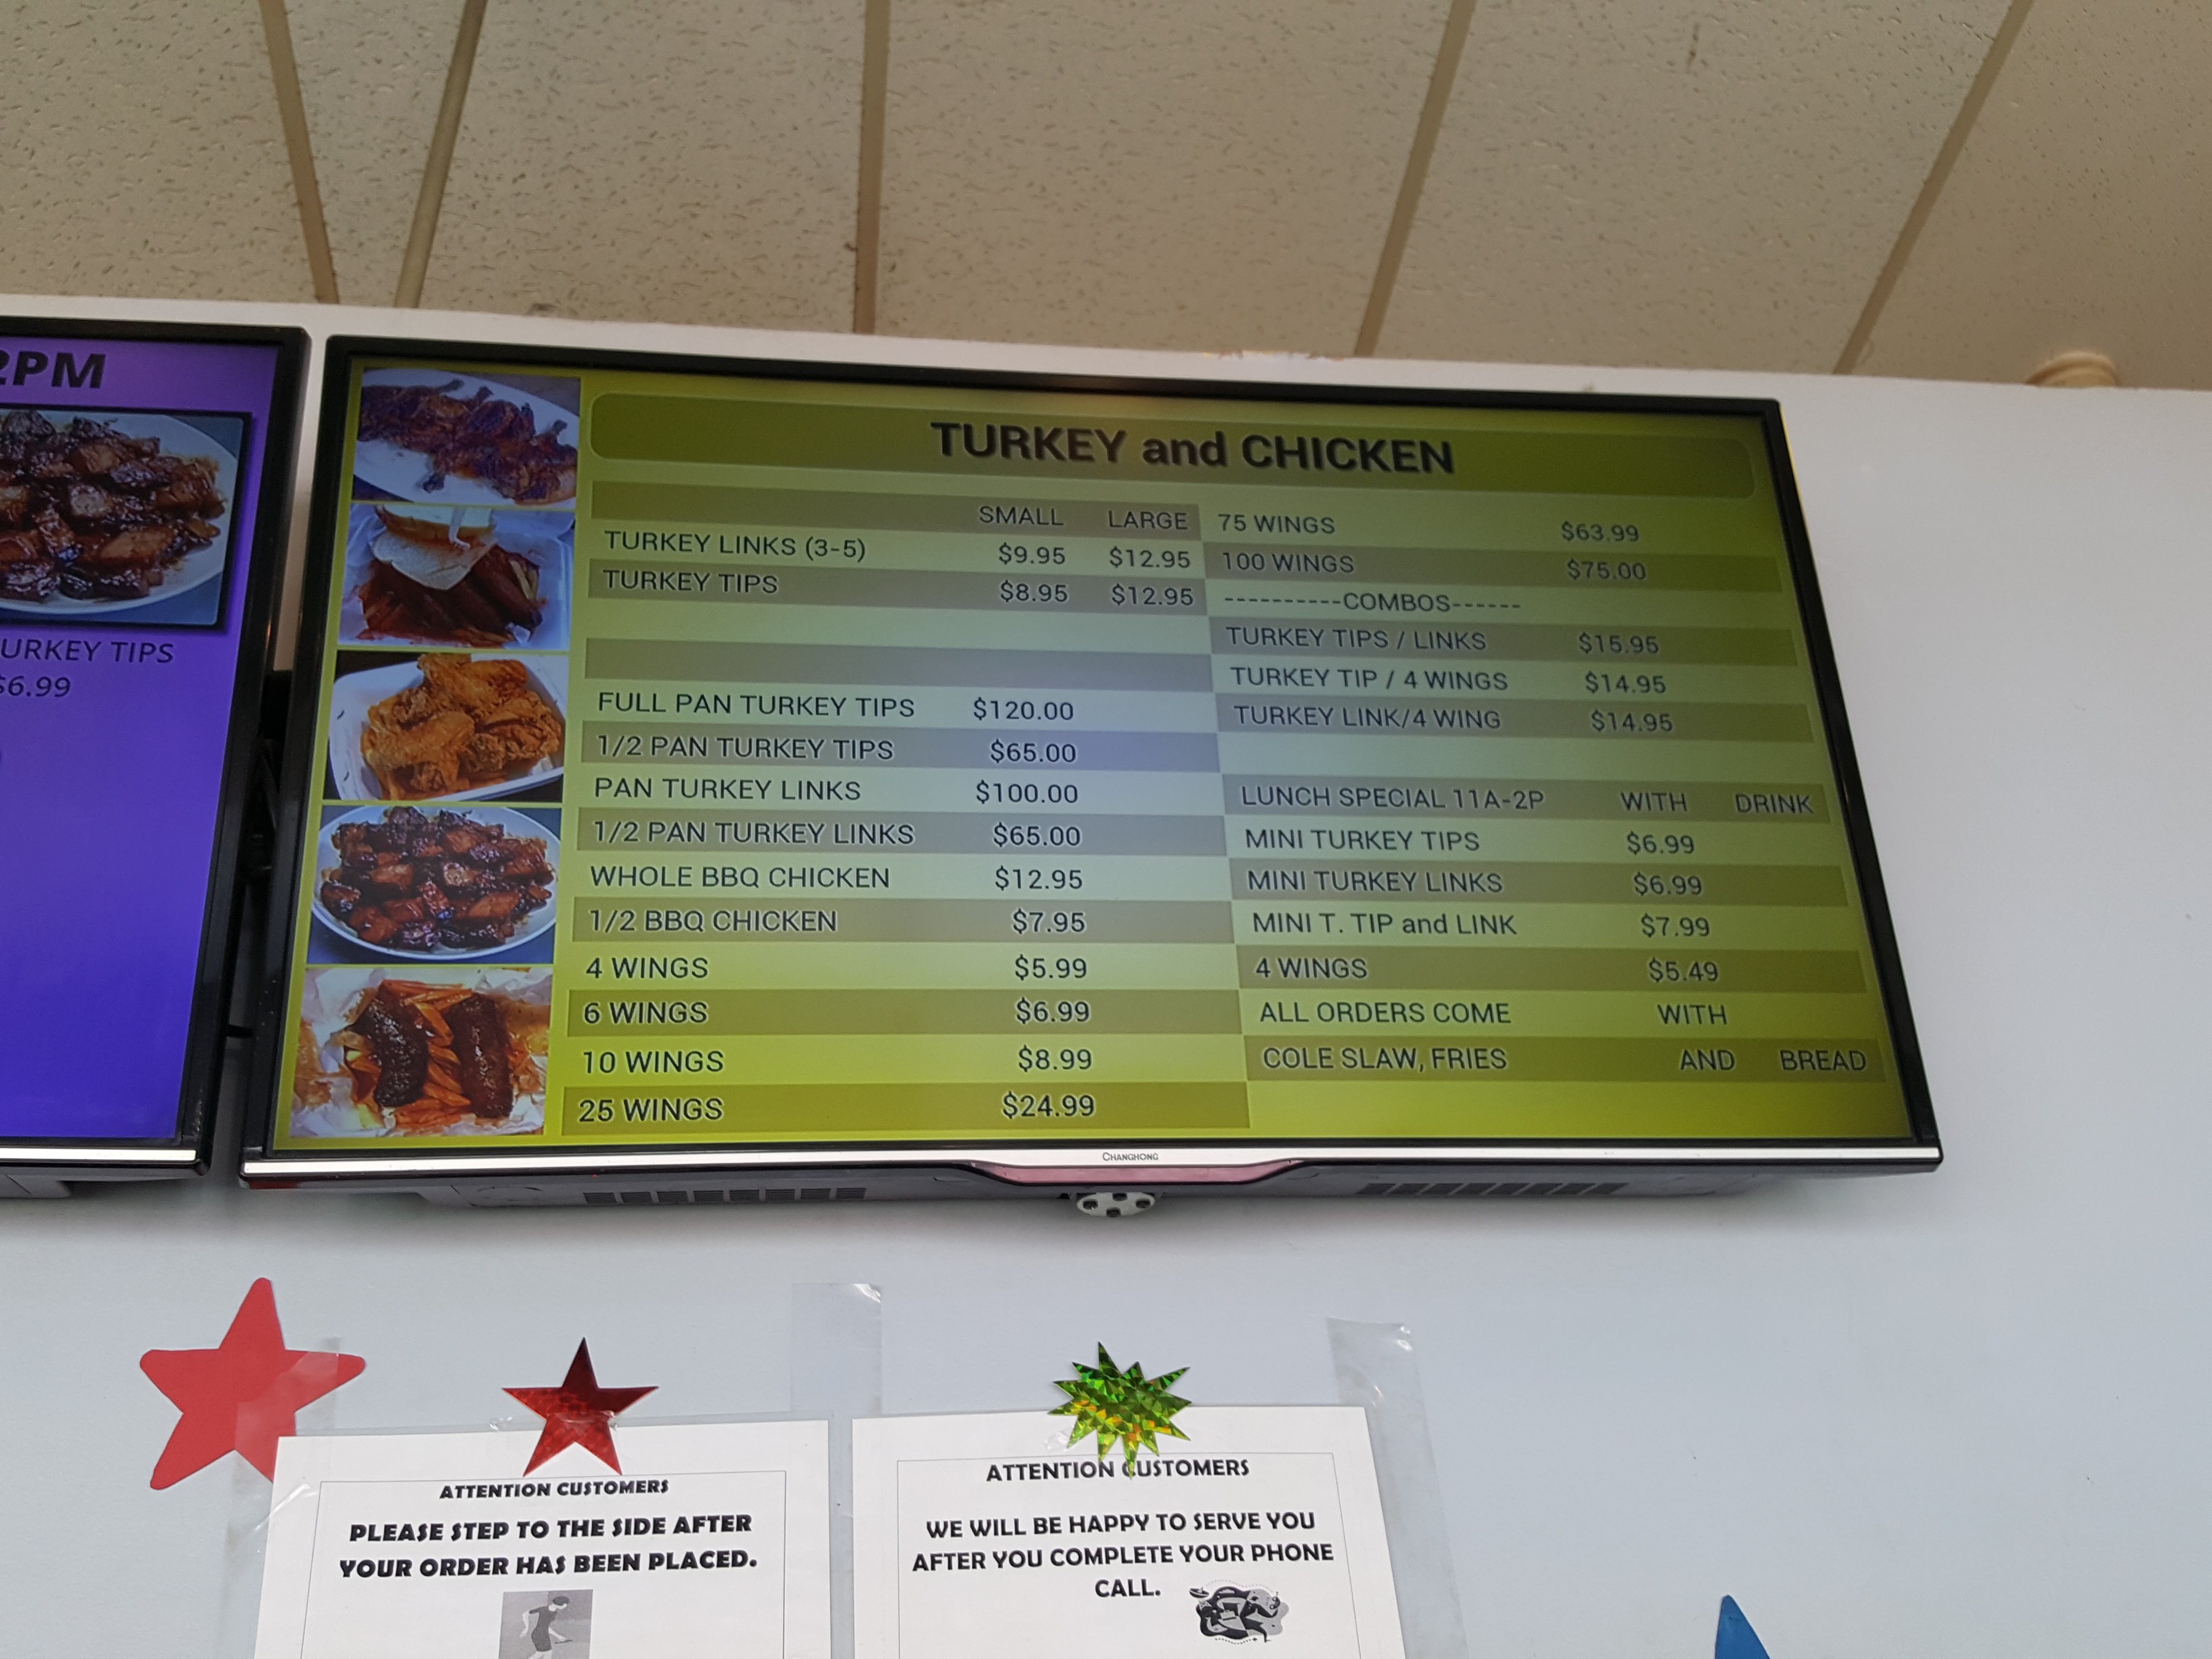 2PM
URKEY TIPS
$6.99
TURKEY and CHICKEN
SMALL LARGE
TURKEY LINKS (3-5) $9.95 $12.95
TURKEY TIPS $8.95 $12.95
FULL PAN TURKEY TIPS $120.00
1/2 PAN TURKEY TIPS $65.00
PAN TURKEY LINKS $100.00
1/2 PAN TURKEY LINKS $65.00
WHOLE BBQ CHICKEN $12.95
1/2 BBQ CHICKEN $7.95
4 WINGS $5.99
6 WINGS $6.99
10 WINGS $8.99
25 WINGS $24.99
75 WINGS $63.99
100 WINGS $75.00
----------COMBOS------
TURKEY TIPS / LINKS $15.95
TURKEY TIP / 4 WINGS $14.95
TURKEY LINK/4 WING $14.95
LUNCH SPECIAL 11A-2P WITH DRINK
MINI TURKEY TIPS $6.99
MINI TURKEY LINKS $6.99
MINI T. TIP and LINK $7.99
4 WINGS $5.49
ALL ORDERS COME WITH
COLE SLAW, FRIES AND BREAD
CHANGHONG
ATTENTION CUSTOMERS
PLEASE STEP TO THE SIDE AFTER
YOUR ORDER HAS BEEN PLACED.
ATTENTION CUSTOMERS
WE WILL BE HAPPY TO SERVE YOU
AFTER YOU COMPLETE YOUR PHONE
CALL.